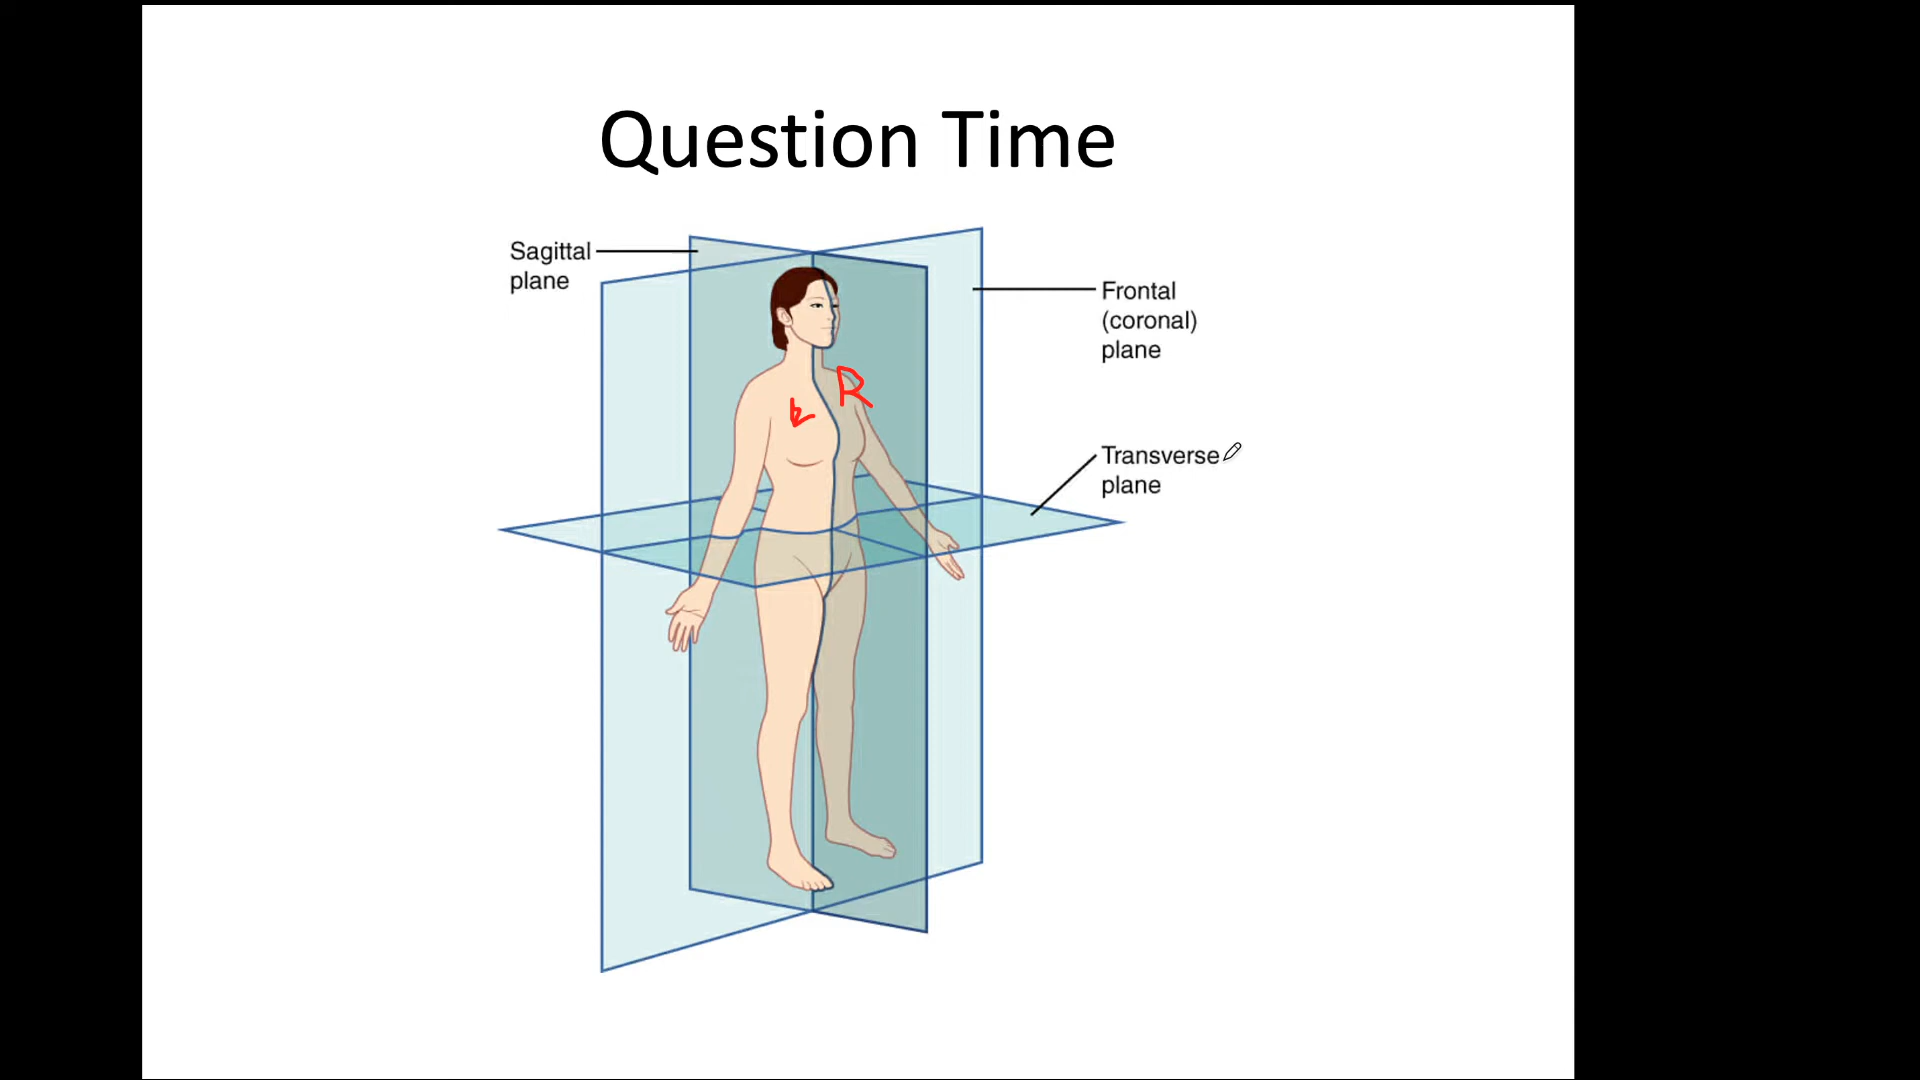 Question Time
Sagittal
plane
Frontal
(coronal)
plane
R
Transverse
plane